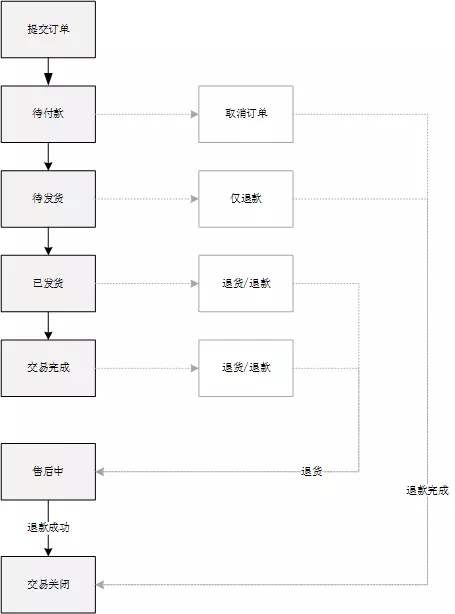 提交订单
待付款
取消订单
待发货
仅退款
已发货
退货/退款
交易完成
退货/退款
售后中
退货
退款完成
退款成功
交易关闭